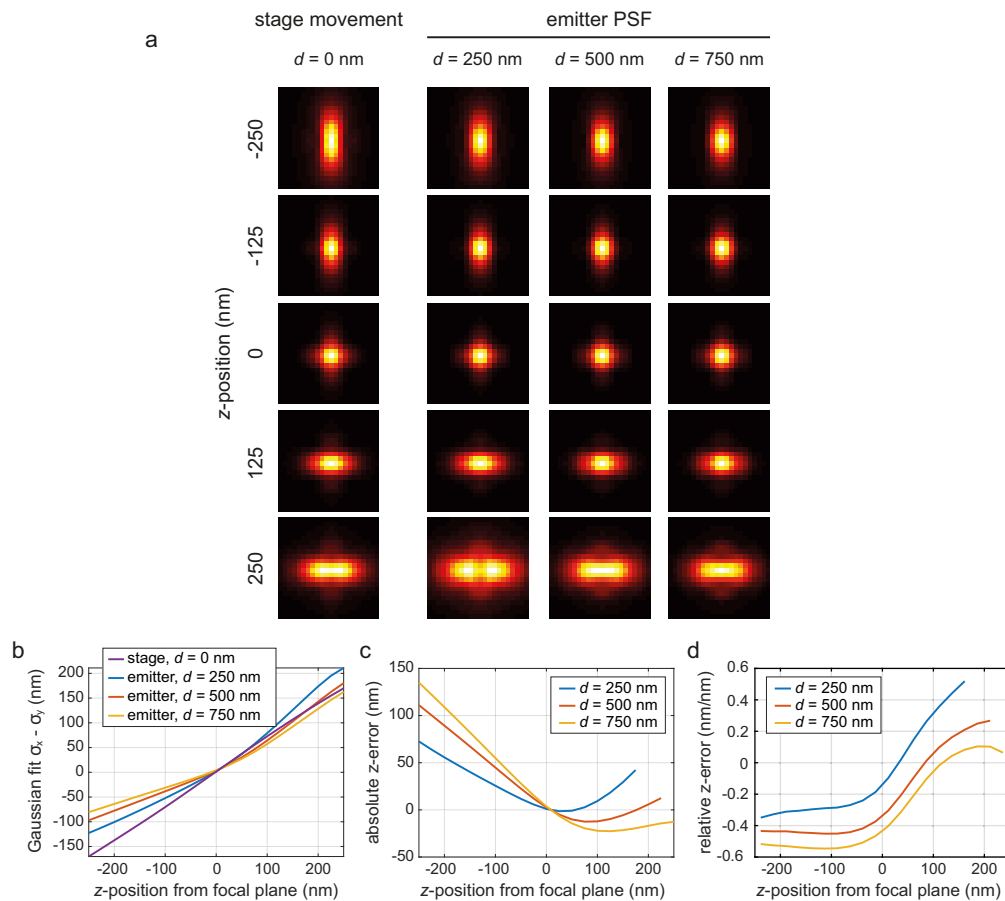 stage movement
emitter PSF
a
d = 0 nm
d = 250 nm
d = 500 nm
d = 750 nm
z-position (nm)
-250
-125
0
125
250
b
200
150
100
50
0
-50
-100
-150
Gaussian fit σx - σy (nm)
stage, d = 0 nm
emitter, d = 250 nm
emitter, d = 500 nm
emitter, d = 750 nm
-200
-100
0
100
200
z-position from focal plane (nm)
c
150
100
50
0
-50
absolute z-error (nm)
d = 250 nm
d = 500 nm
d = 750 nm
-200
-100
0
100
200
z-position from focal plane (nm)
d
0.6
0.4
0.2
0
-0.2
-0.4
-0.6
relative z-error (nm/nm)
d = 250 nm
d = 500 nm
d = 750 nm
-200
-100
0
100
200
z-position from focal plane (nm)